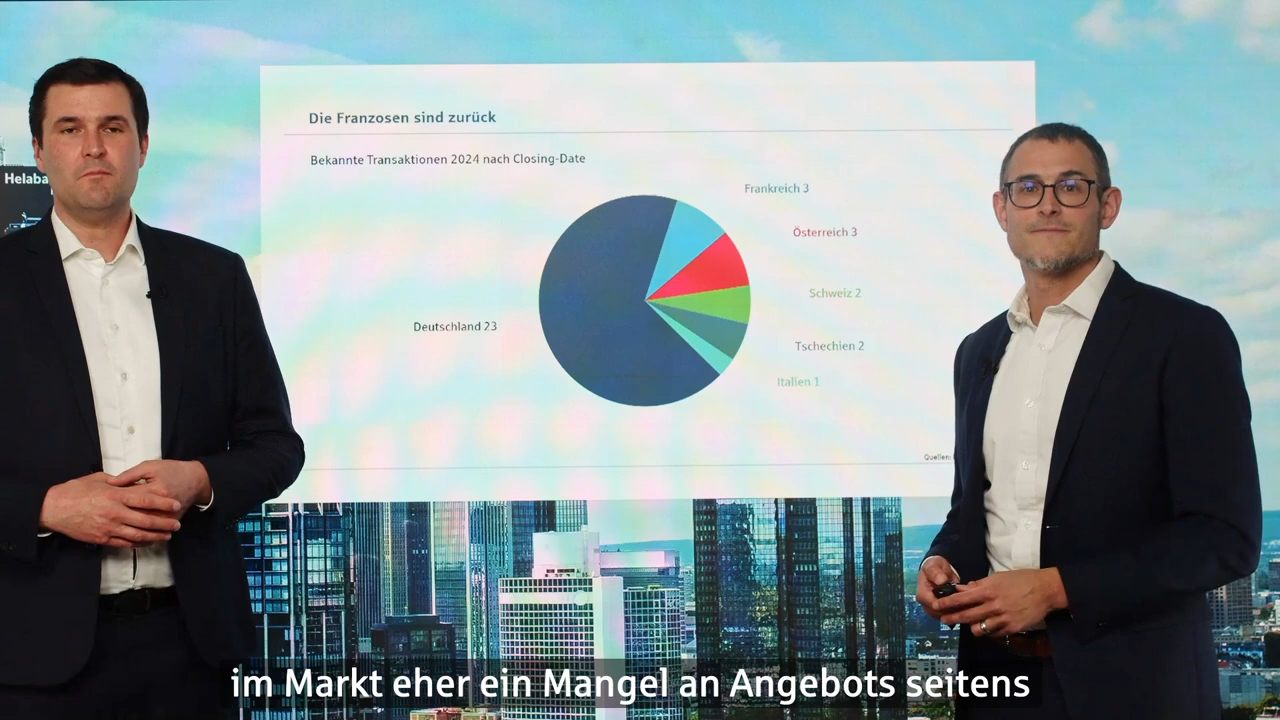 Die Franzosen sind zurück
Bekannte Transaktionen 2024 nach Closing-Date
Frankreich 3
Österreich 3
Schweiz 2
Deutschland 23
Tschechien 2
Italien 1
Quellen:
Helaba
im Markt eher ein Mangel an Angebots seitens